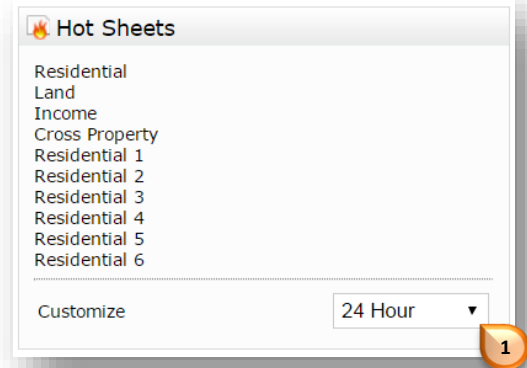 Hot Sheets
Residential
Land
Income
Cross Property
Residential 1
Residential 2
Residential 3
Residential 4
Residential 5
Residential 6
Customize 24 Hour
1